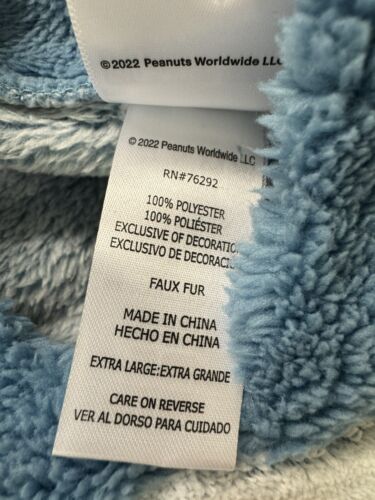 ©2022 Peanuts Worldwide LLC
©2022 Peanuts Worldwide LLC
RN#76292
100% POLYESTER
100% POLIÉSTER
EXCLUSIVE OF DECORATION
EXCLUSIVO DE DECORACIÓ
FAUX FUR
MADE IN CHINA
HECHO EN CHINA
EXTRA LARGE:EXTRA GRANDE
CARE ON REVERSE
VER AL DORSO PARA CUIDADO